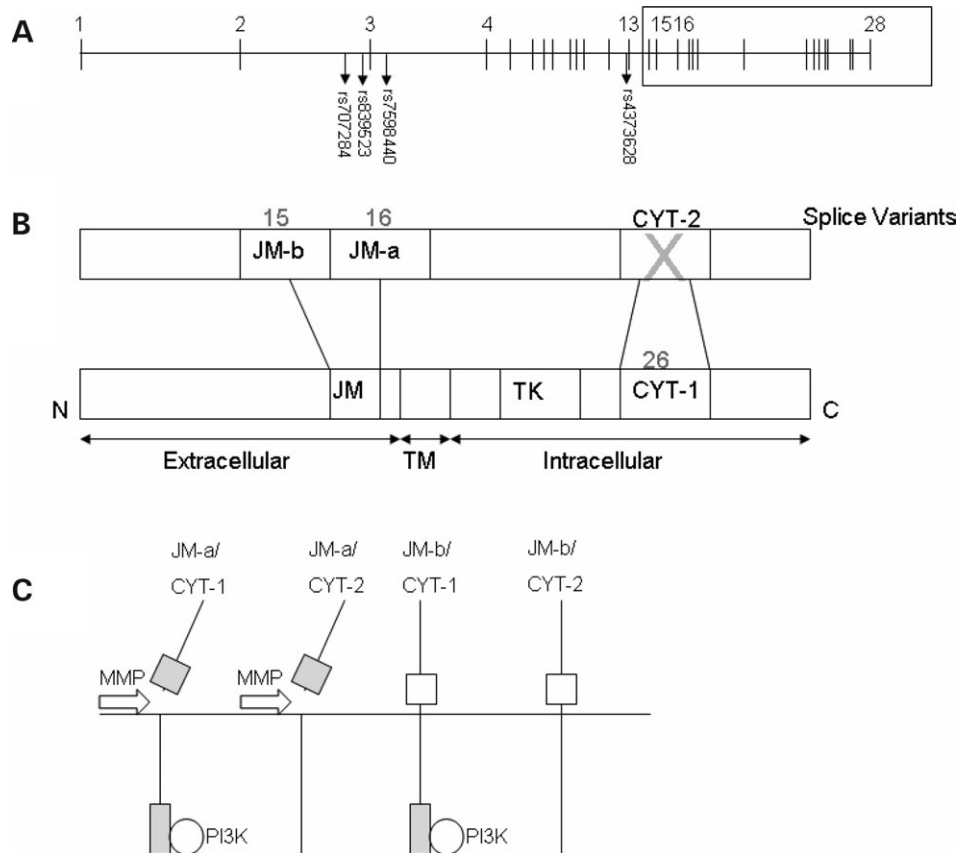 A
1 2 3 4 13 1516 28
rs707284
rs839523
rs7598440
rs4373628
B
15 16 CYT-2 Splice Variants
JM-b JM-a
26
N JM TK CYT-1 C
Extracellular TM Intracellular
C
JM-a/ JM-a/ JM-b/ JM-b/
CYT-1 CYT-2 CYT-1 CYT-2
MMP MMP
PI3K PI3K